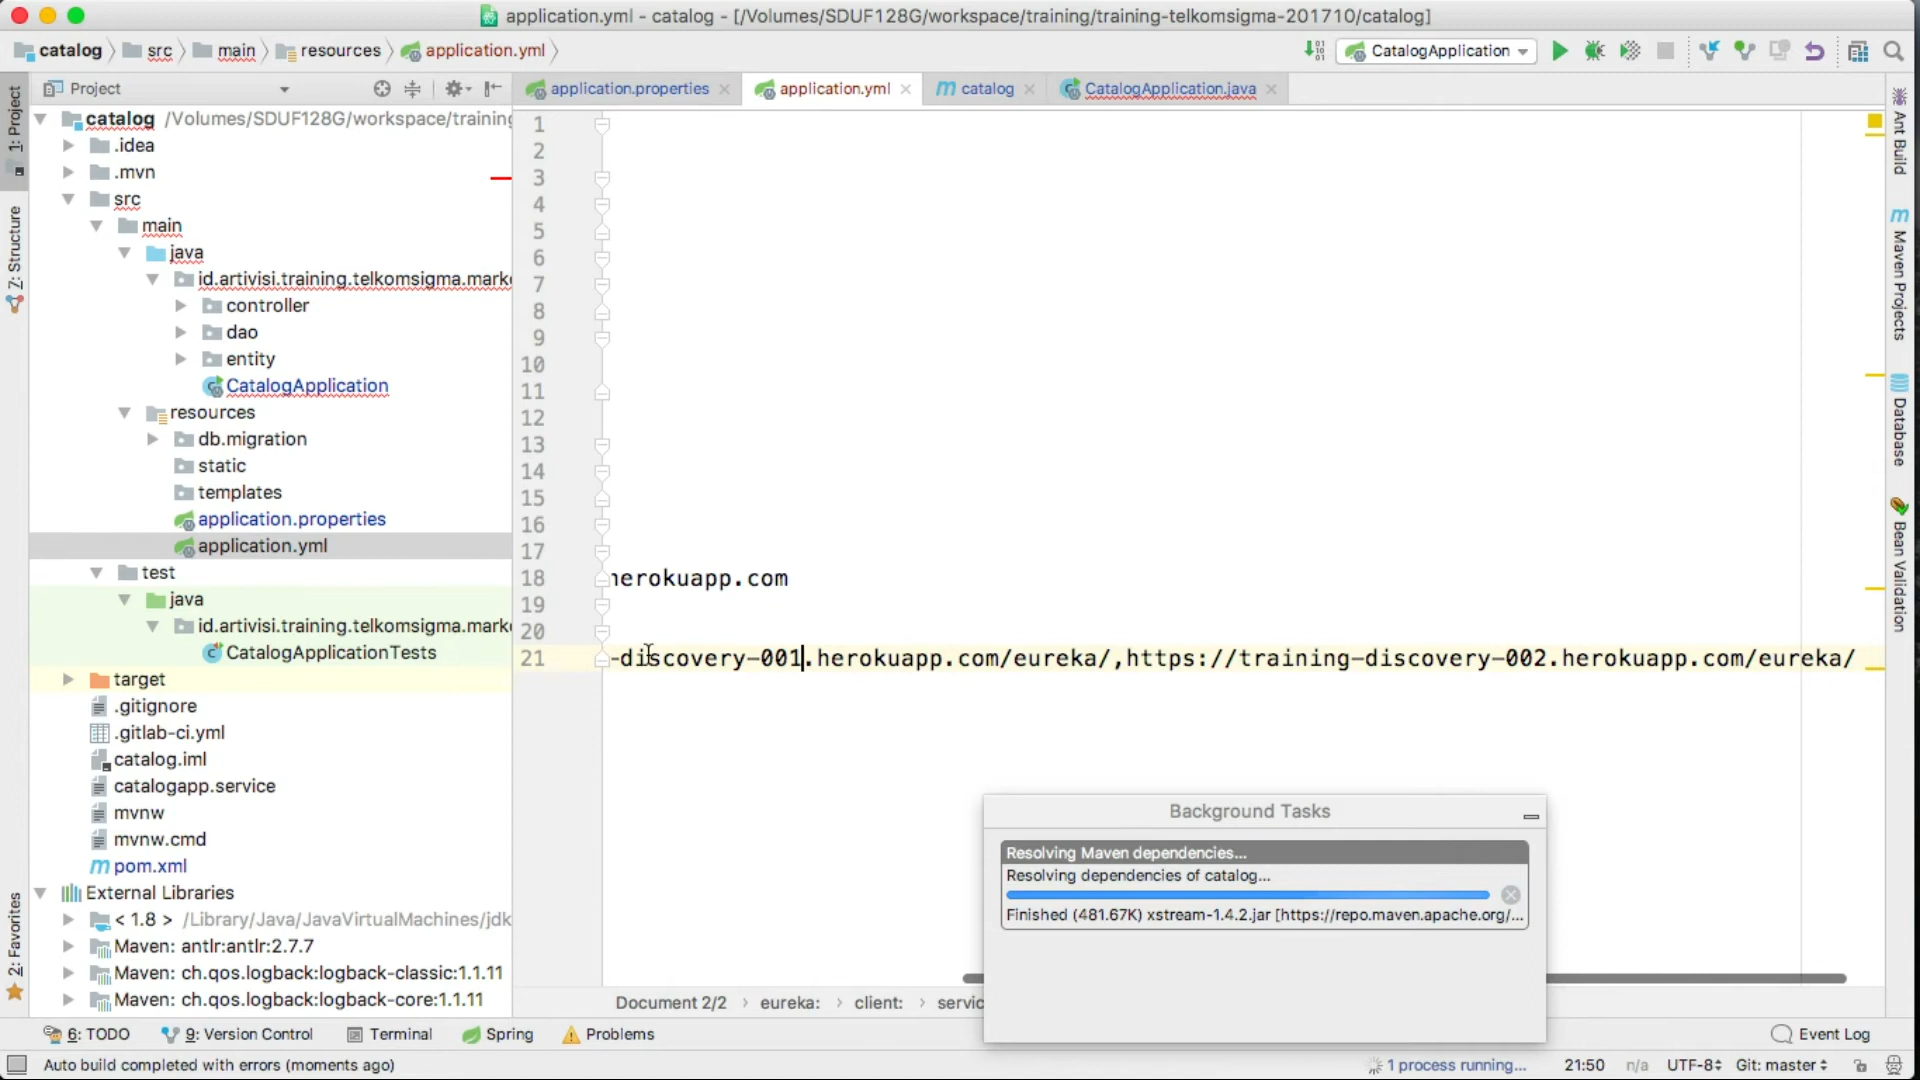 application.yml - catalog - [/Volumes/SDUF128G/workspace/training/training-telkomsigma-201710/catalog]
catalog src main resources application.yml CatalogApplication
1: Project
Project
application.properties application.yml m catalog CatalogApplication.java
catalog /Volumes/SDUF128G/workspace/training
.idea
.mvn
src
main
java
id.artivisi.training.telkomsigma.mark
controller
dao
entity
CatalogApplication
resources
db.migration
static
templates
application.properties
application.yml
test
java
id.artivisi.training.telkomsigma.mark
CatalogApplicationTests
target
.gitignore
.gitlab-ci.yml
catalog.iml
catalogapp.service
mvnw
mvnw.cmd
m pom.xml
External Libraries
< 1.8 > /Library/Java/JavaVirtualMachines/jdk
Maven: antlr:antlr:2.7.7
Maven: ch.qos.logback:logback-classic:1.1.11
Maven: ch.qos.logback:logback-core:1.1.11
7: Structure
2: Favorites
1
2
3
4
5
6
7
8
9
10
11
12
13
14
15
16
17
18 herokuapp.com
19
20
21 -discovery-001.herokuapp.com/eureka/,https://training-discovery-002.herokuapp.com/eureka/
Background Tasks
Resolving Maven dependencies...
Resolving dependencies of catalog...
Finished (481.67K) xstream-1.4.2.jar [https://repo.maven.apache.org/...
Document 2/2 eureka: client: servic
Ant Build
m Maven Projects
Database
Bean Validation
6: TODO 9: Version Control Terminal Spring Problems Event Log
Auto build completed with errors (moments ago) 1 process running... 21:50 n/a UTF-8 Git: master